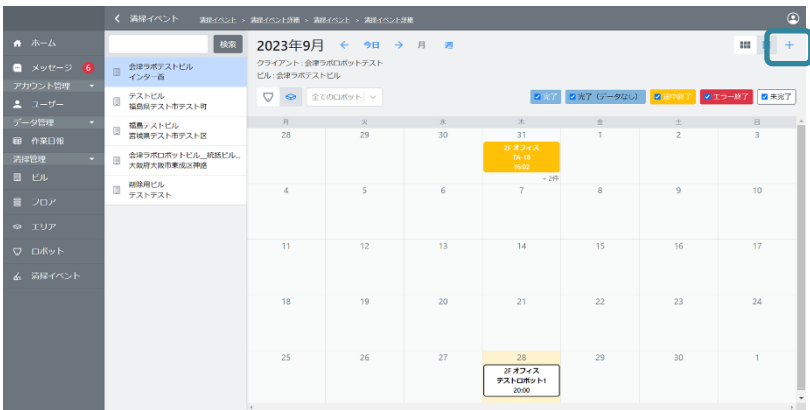 清掃イベント 清掃イベント > 清掃イベント詳細 > 清掃イベント > 清掃イベント詳細
ホーム
メッセージ 6
アカウント管理
ユーザー
データ管理
作業日報
清掃管理
ビル
フロア
エリア
ロボット
清掃イベント
検索
会津ラボテストビル
インター西
テストビル
福島県テスト市テスト町
福島テストビル
宮城県テスト市テスト区
会津ラボロボットビル__統括ビル...
大阪府大阪市東成区神路
削除用ビル
テストテスト
2023年9月 ← 今日 → 月 週
クライアント : 会津ラボロボットテスト
ビル : 会津ラボテストビル
全てのロボット
完了 完了（データなし） 途中終了 エラー終了 未完了
月 火 水 木 金 土 日
28 29 30 31 1 2 3
2F オフィス
TA-18
16:02
+ 2件
4 5 6 7 8 9 10
11 12 13 14 15 16 17
18 19 20 21 22 23 24
25 26 27 28 29 30 1
2F オフィス
テストロボット1
20:00